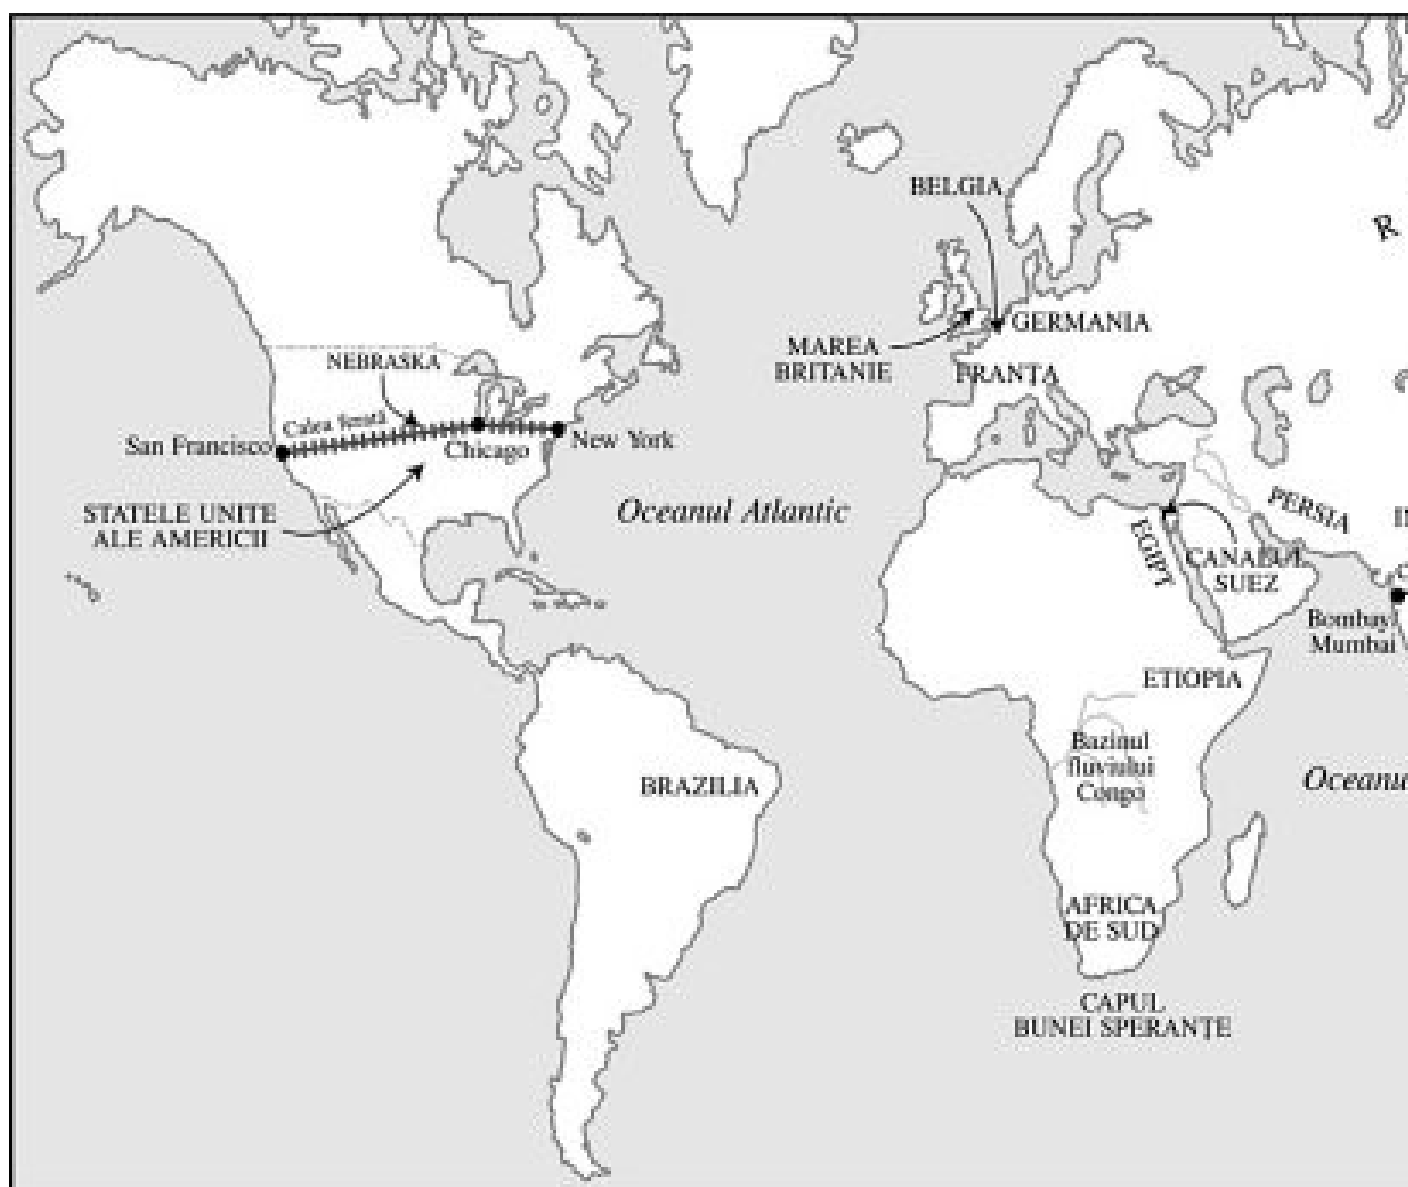 BELGIA
R
GERMANIA
MAREA
BRITANIE
FRANȚA
NEBRASKA
Calea ferată
San Francisco
Chicago
New York
STATELE UNITE
ALE AMERICII
Oceanul Atlantic
PERSIA
EGIPT
CANALUL
SUEZ
Bombay/
Mumbai
ETIOPIA
Bazinul
fluviului
Congo
BRAZILIA
Oceanu
AFRICA
DE SUD
CAPUL
BUNEI SPERANȚE